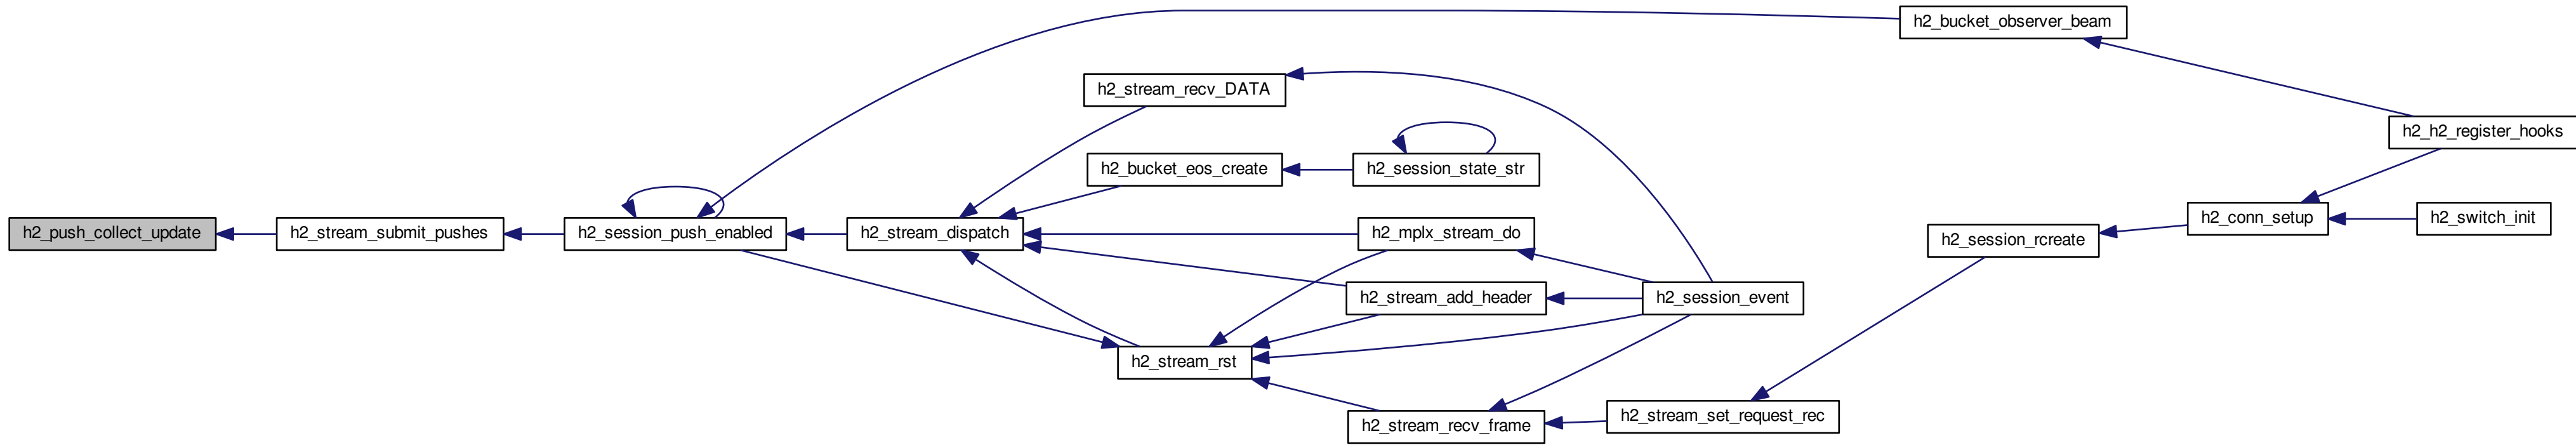 h2_bucket_observer_beam
h2_stream_recv_DATA
h2_h2_register_hooks
h2_bucket_eos_create
h2_session_state_str
h2_push_collect_update
h2_stream_submit_pushes
h2_session_push_enabled
h2_stream_dispatch
h2_mplx_stream_do
h2_session_rcreate
h2_conn_setup
h2_switch_init
h2_stream_add_header
h2_session_event
h2_stream_rst
h2_stream_recv_frame
h2_stream_set_request_rec